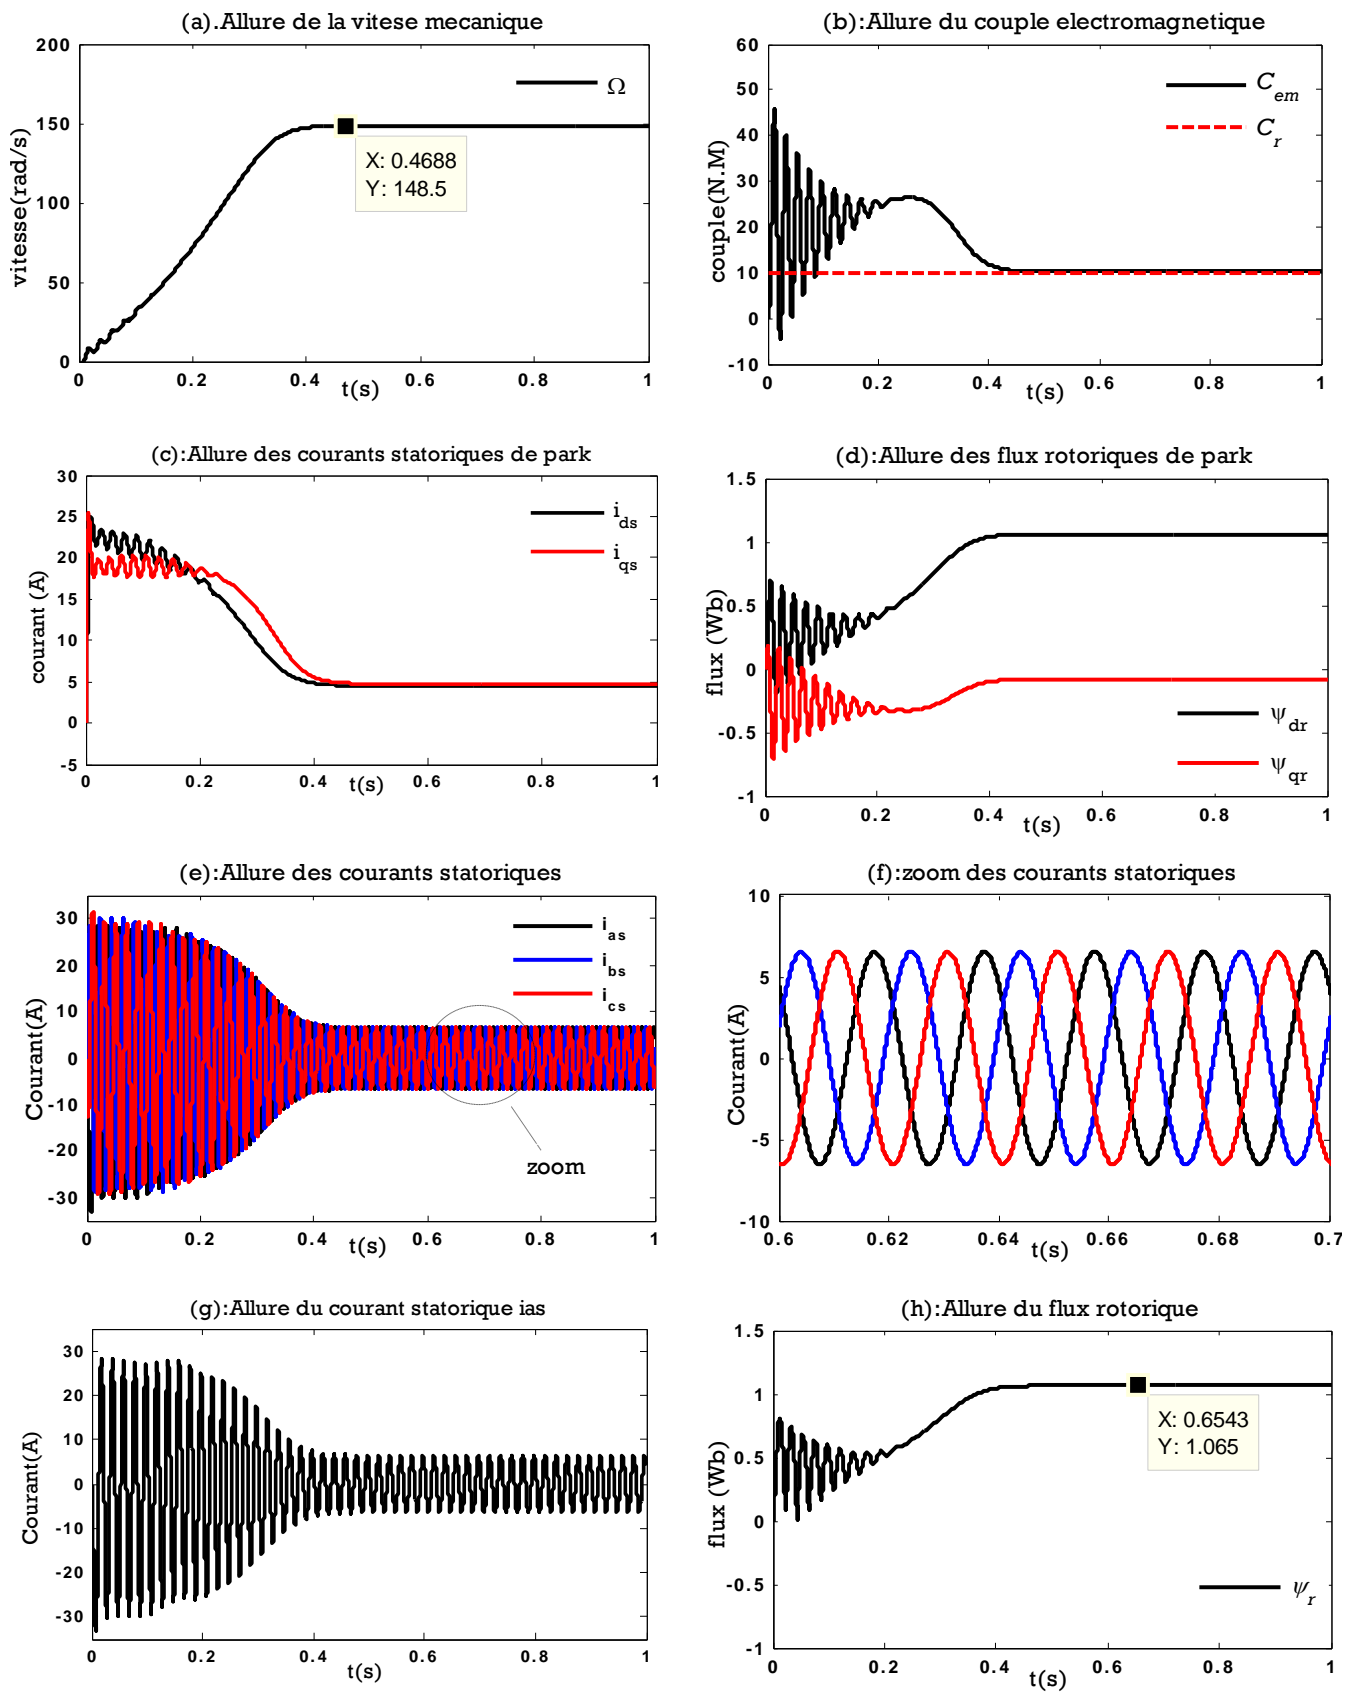 (a).Allure de la vitese mecanique
200
150
100
50
0
vitesse(rad/s)
Ω
X: 0.4688
Y: 148.5
0 0.2 0.4 0.6 0.8 1
t(s)
(b):Allure du couple electromagnetique
60
50
40
30
20
10
0
-10
couple(N.M)
C_em
C_r
0 0.2 0.4 0.6 0.8 1
t(s)
(c):Allure des courants statoriques de park
30
25
20
15
10
5
0
-5
courant (A)
i_ds
i_qs
0 0.2 0.4 0.6 0.8 1
t(s)
(d):Allure des flux rotoriques de park
1.5
1
0.5
0
-0.5
-1
flux (Wb)
ψ_dr
ψ_qr
0 0.2 0.4 0.6 0.8 1
t(s)
(e):Allure des courants statoriques
30
20
10
0
-10
-20
-30
Courant(A)
i_as
i_bs
i_cs
zoom
0 0.2 0.4 0.6 0.8 1
t(s)
(f):zoom des courants statoriques
10
5
0
-5
-10
Courant(A)
0.6 0.62 0.64 0.66 0.68 0.7
t(s)
(g):Allure du courant statorique ias
30
20
10
0
-10
-20
-30
Courant(A)
0 0.2 0.4 0.6 0.8 1
t(s)
(h):Allure du flux rotorique
1.5
1
0.5
0
-0.5
-1
flux (Wb)
X: 0.6543
Y: 1.065
ψ_r
0 0.2 0.4 0.6 0.8 1
t(s)